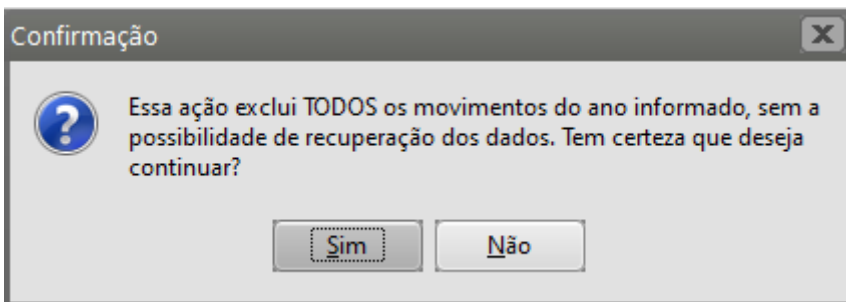 Confirmação
Essa ação exclui TODOS os movimentos do ano informado, sem a
possibilidade de recuperação dos dados. Tem certeza que deseja
continuar?
Sim
Não